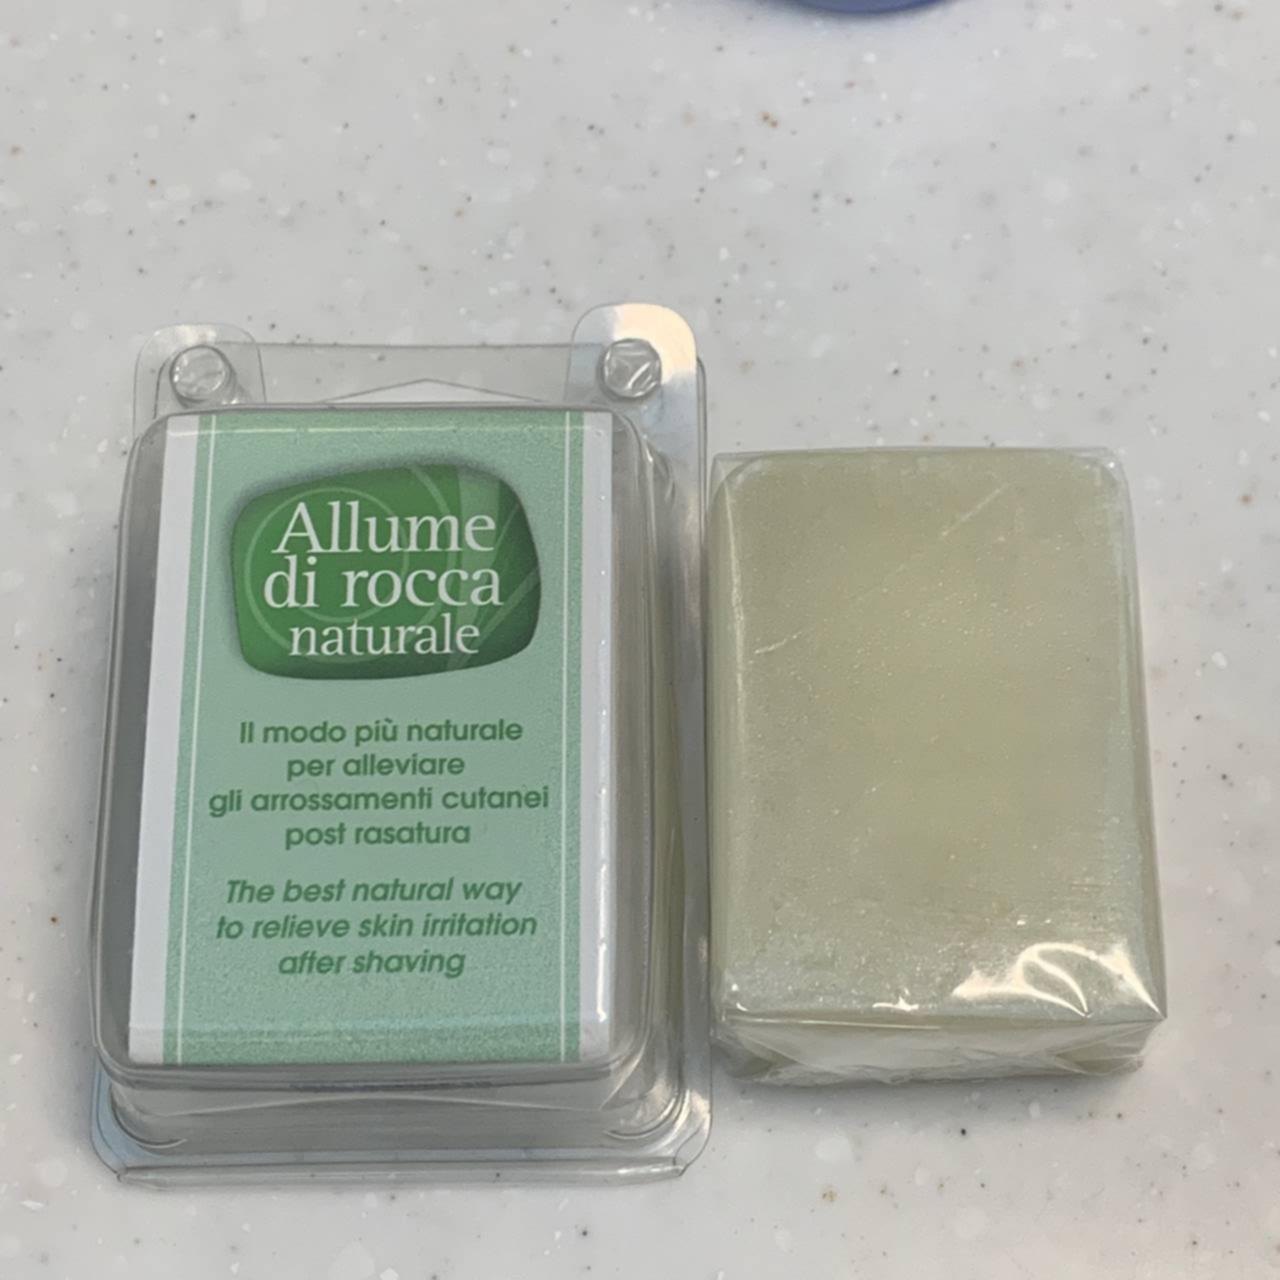 Allume
di rocca
naturale
Il modo più naturale
per alleviare
gli arrossamenti cutanei
post rasatura
The best natural way
to relieve skin irritation
after shaving